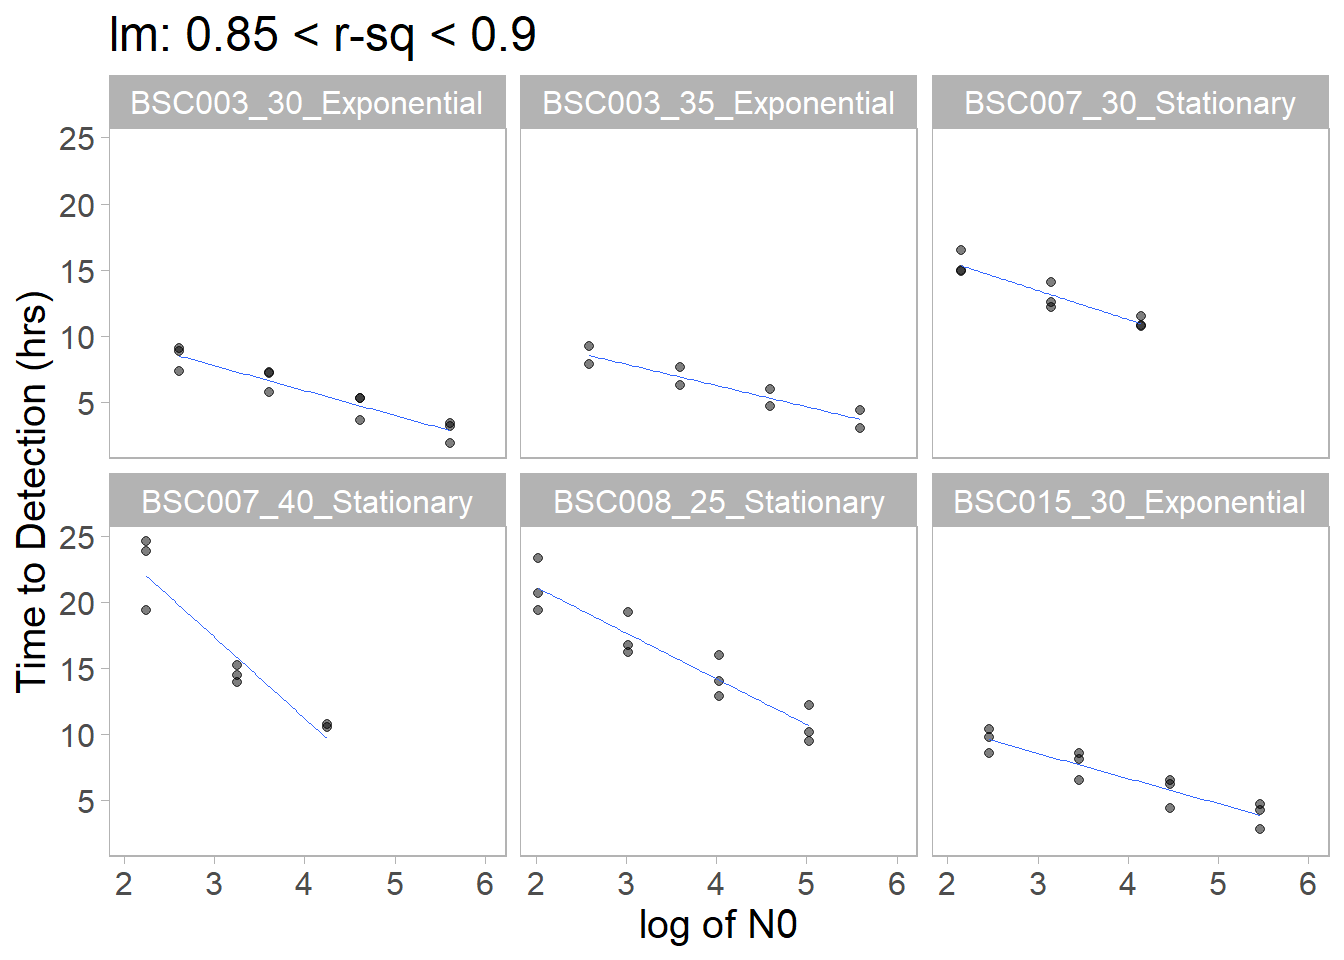 lm: 0.85 < r-sq < 0.9
BSC003_30_Exponential
BSC003_35_Exponential
BSC007_30_Stationary
25
20
15
10
5
BSC007_40_Stationary
BSC008_25_Stationary
BSC015_30_Exponential
25
20
15
10
5
Time to Detection (hrs)
2 3 4 5 6
2 3 4 5 6
2 3 4 5 6
log of N0